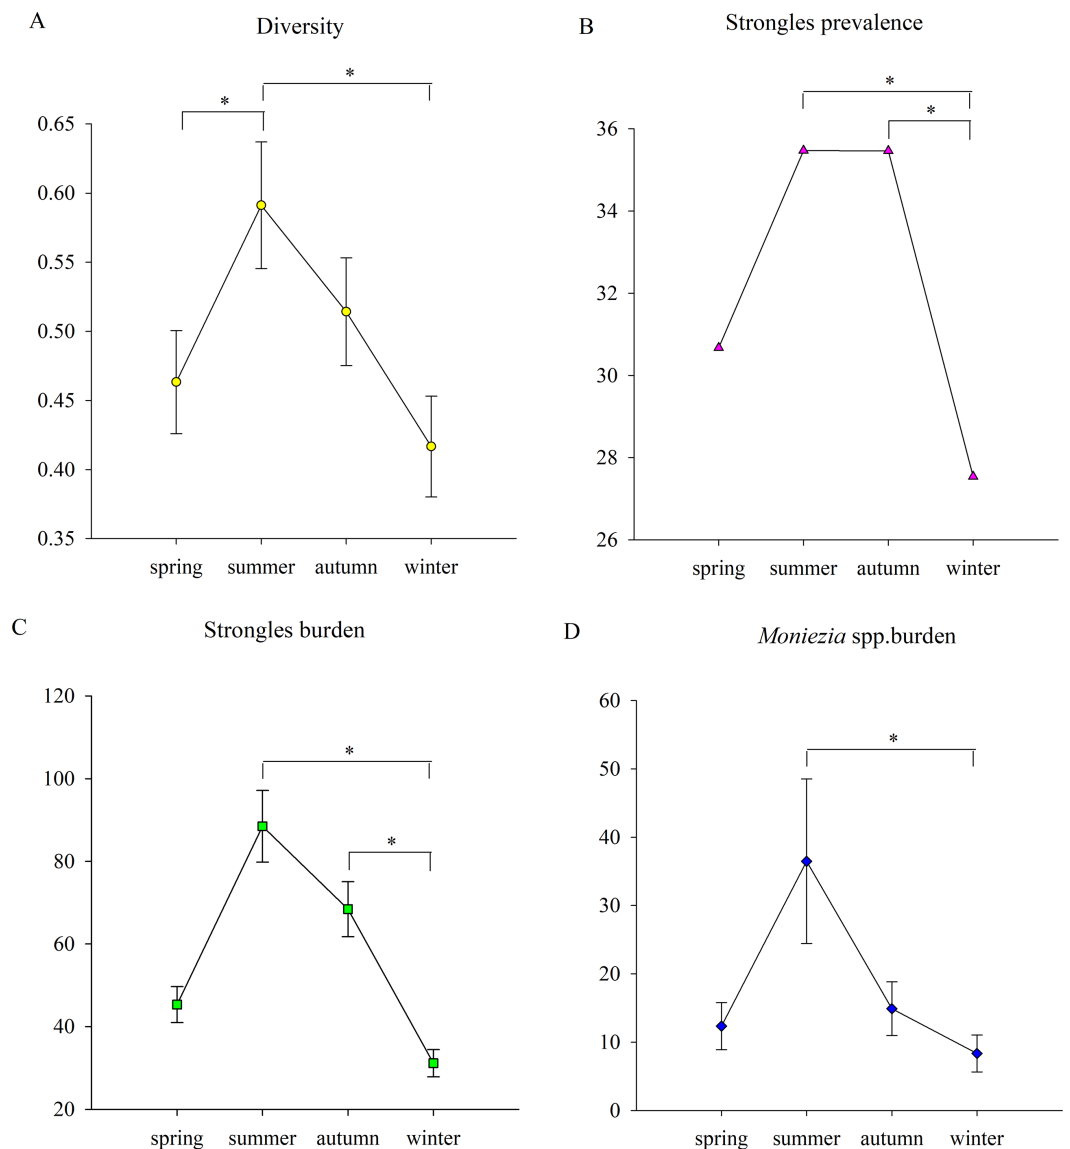 A
Diversity
*
*
0.65
0.60
0.55
0.50
0.45
0.40
0.35
spring summer autumn winter
B
Strongles prevalence
*
*
36
34
32
30
28
26
spring summer autumn winter
C
Strongles burden
*
*
120
100
80
60
40
20
spring summer autumn winter
D
Moniezia spp.burden
*
60
50
40
30
20
10
0
spring summer autumn winter